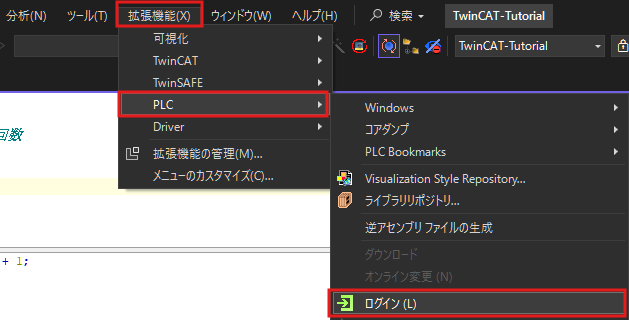 分析(N) ツール(T) 拡張機能(X) ウィンドウ(W) ヘルプ(H) 検索 TwinCAT-Tutorial
TwinCAT-Tutorial
可視化
TwinCAT
TwinSAFE
PLC
Driver
拡張機能の管理(M)...
メニューのカスタマイズ(C)...
Windows
コアダンプ
PLC Bookmarks
Visualization Style Repository...
ライブラリリポジトリ...
逆アセンブリ ファイルの生成
ダウンロード
オンライン変更 (N)
ログイン (L)
回数
+ 1;